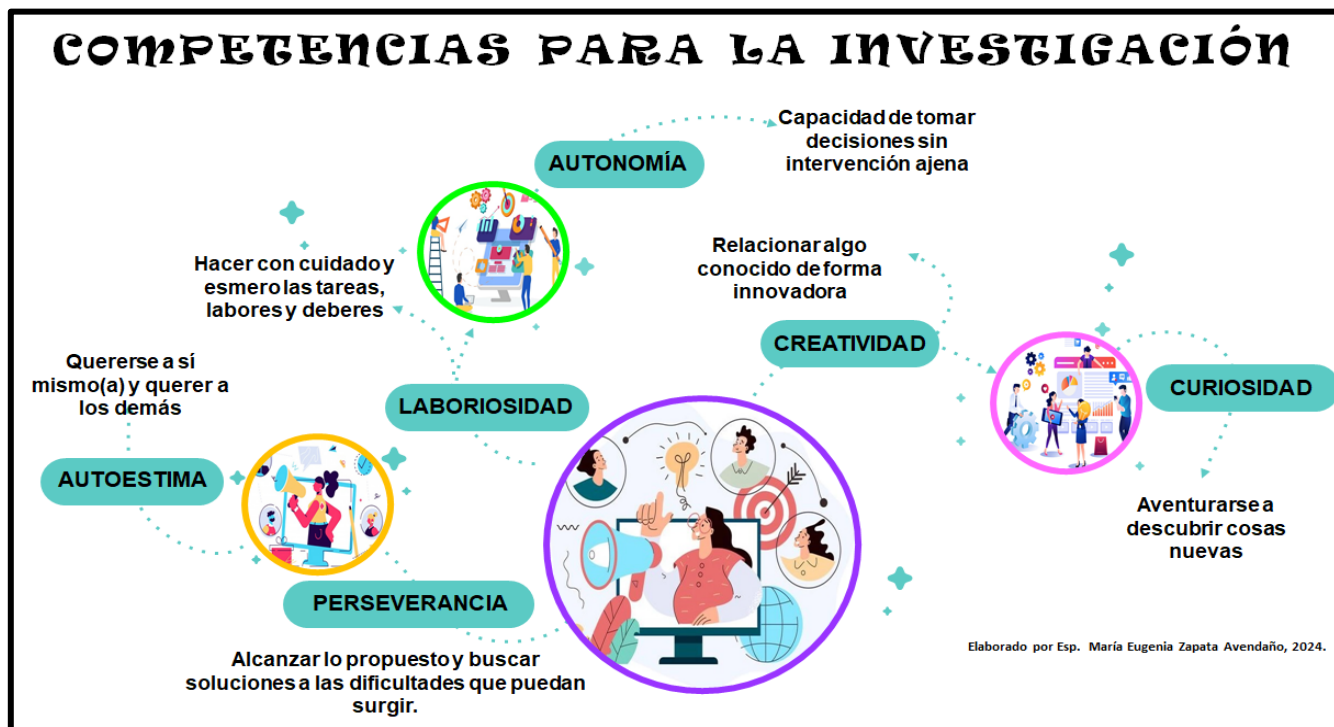 COMPETENCIAS PARA LA INVESTIGACIÓN
AUTONOMÍA
Capacidad de tomar
decisiones sin
intervención ajena
Hacer con cuidado y
esmero las tareas,
labores y deberes
LABORIOSIDAD
Relacionar algo
conocido de forma
innovadora
CREATIVIDAD
CURIOSIDAD
Aventurarse a
descubrir cosas
nuevas
Quererse a sí
mismo(a) y querer a
los demás
AUTOESTIMA
PERSEVERANCIA
Alcanzar lo propuesto y buscar
soluciones a las dificultades que puedan
surgir.
Elaborado por Esp. María Eugenia Zapata Avendaño, 2024.